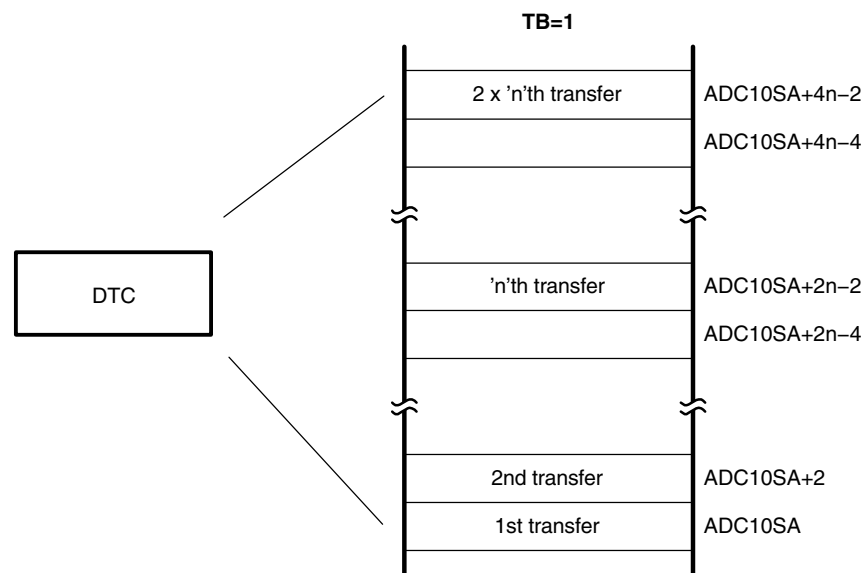 TB=1
2 x 'n'th transfer ADC10SA+4n−2
ADC10SA+4n−4
DTC
'n'th transfer ADC10SA+2n−2
ADC10SA+2n−4
2nd transfer ADC10SA+2
1st transfer ADC10SA